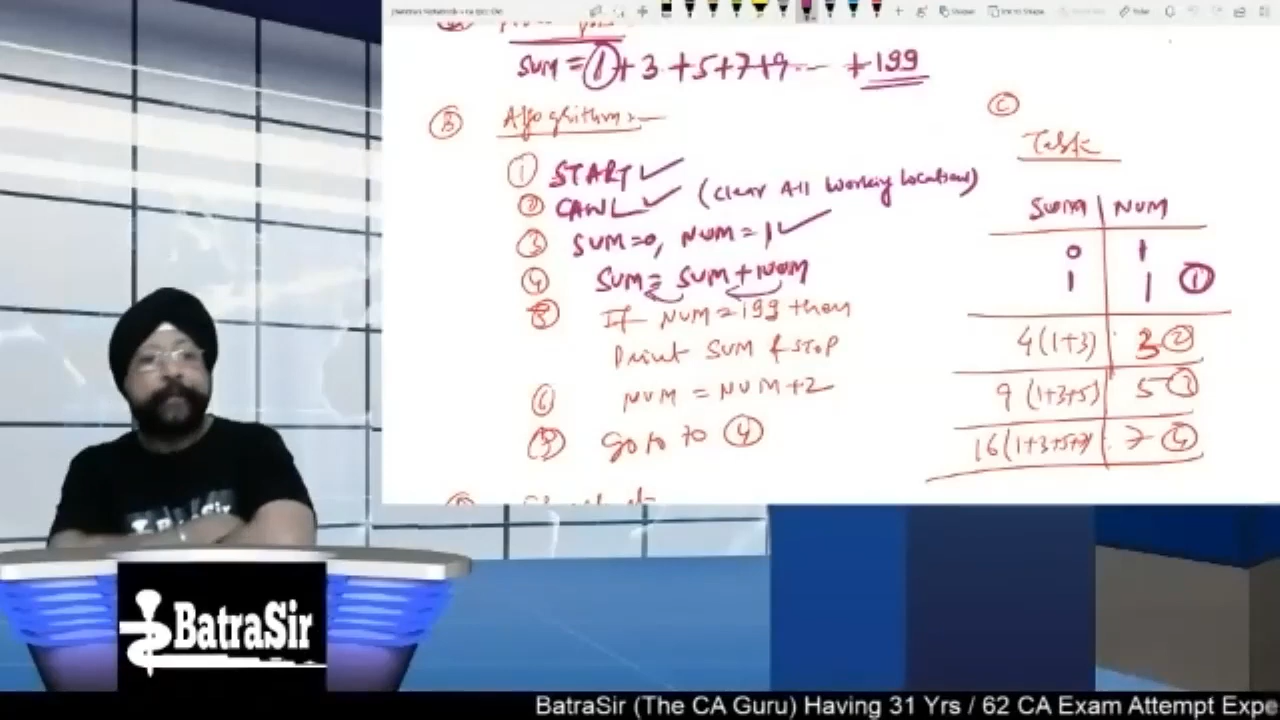 SUM = 1 + 3 + 5 + 7 + 9 ... + 199
B Algorithm :-
1 START ✓
2 CAWL ✓ (Clear All Working Locations)
3 SUM=0, NUM=1 ✓
4 SUM = SUM+NUM
5 If NUM=199 then
Print SUM & STOP
6 NUM = NUM+2
7 Go to to 4
C
Table
SUM | NUM
0 1
1 1 1
4 (1+3) 3 2
9 (1+3+5) 5 3
16 (1+3+5+7) 7 4
BatraSir
BatraSir
BatraSir (The CA Guru) Having 31 Yrs / 62 CA Exam Attempt Expe